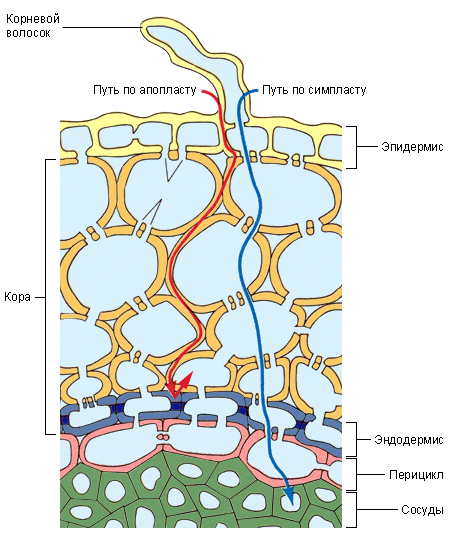 Корневой
волосок
Путь по апопласту
Путь по симпласту
Эпидермис
Кора
Эндодермис
Перицикл
Сосуды